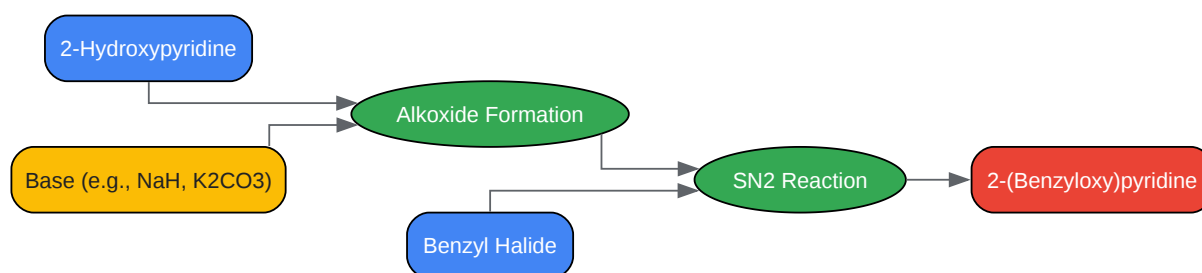 2-Hydroxypyridine
Alkoxide Formation
Base (e.g., NaH, K2CO3)
SN2 Reaction
2-(Benzyloxy)pyridine
Benzyl Halide